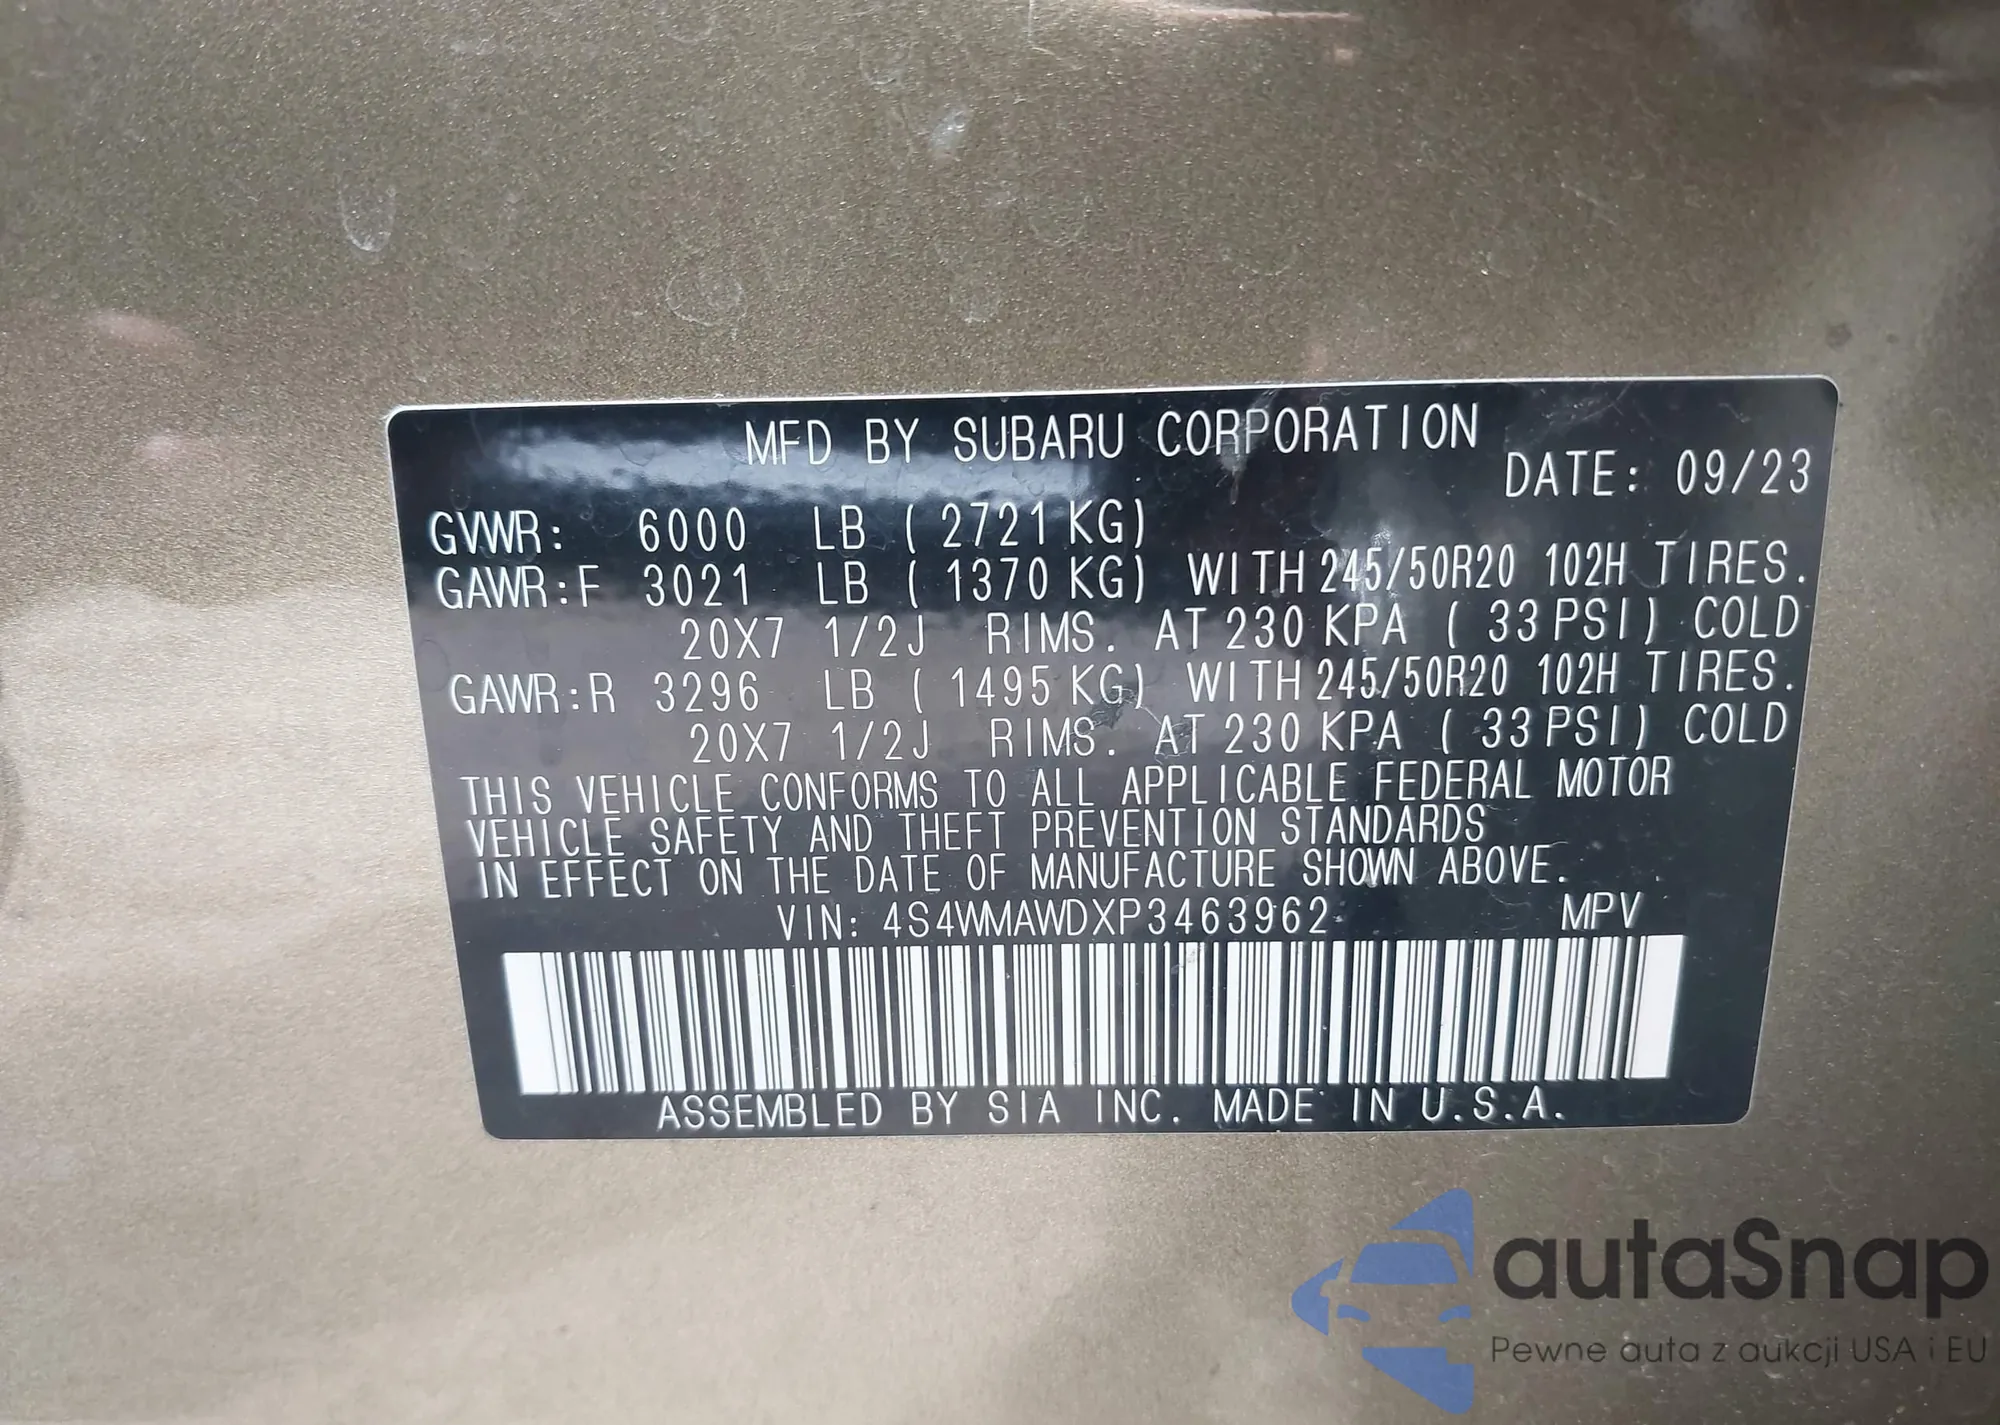 MFD BY SUBARU CORPORATION
DATE: 09/23
GVWR: 6000 LB ( 2721 KG)
GAWR:F 3021 LB ( 1370 KG) WITH 245/50R20 102H TIRES.
20X7 1/2J RIMS. AT 230 KPA ( 33 PSI) COLD
GAWR:R 3296 LB ( 1495 KG) WITH 245/50R20 102H TIRES.
20X7 1/2J RIMS. AT 230 KPA ( 33 PSI) COLD
THIS VEHICLE CONFORMS TO ALL APPLICABLE FEDERAL MOTOR
VEHICLE SAFETY AND THEFT PREVENTION STANDARDS
IN EFFECT ON THE DATE OF MANUFACTURE SHOWN ABOVE.
VIN: 4S4WMAWDXP3463962 MPV
ASSEMBLED BY SIA INC. MADE IN U.S.A.
autaSnap
Pewne auta z aukcji USA i EU